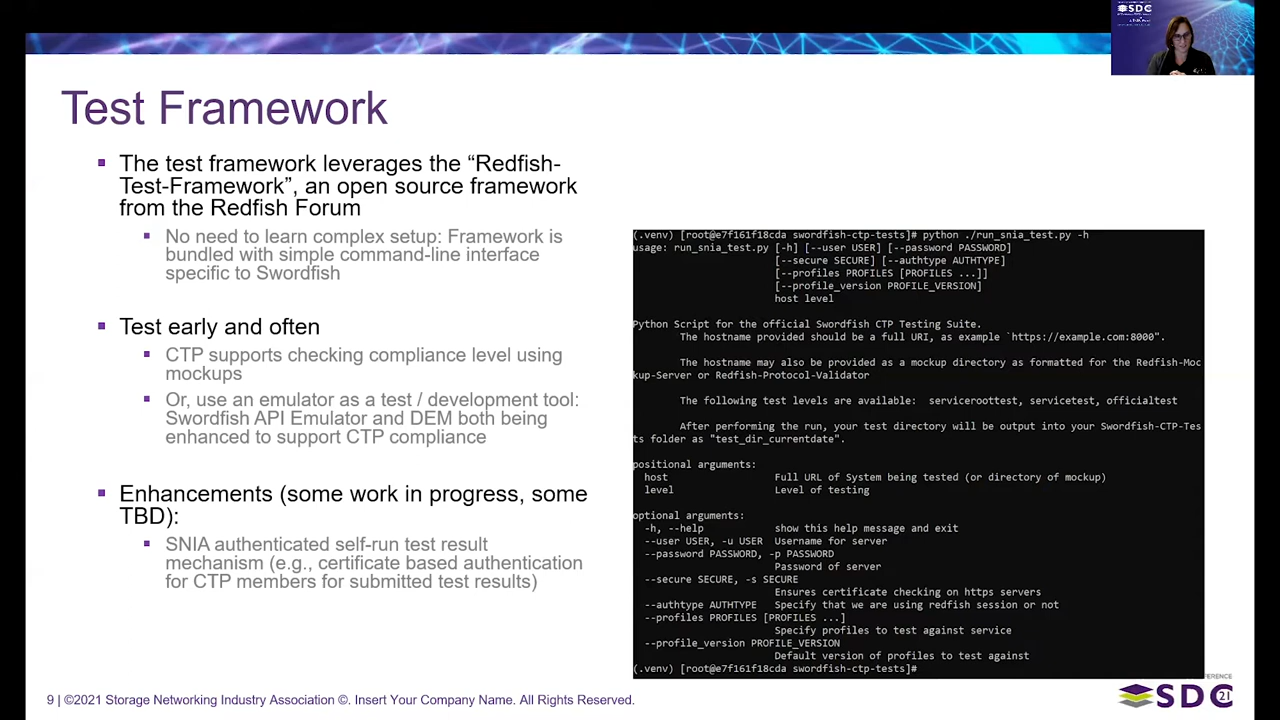 SDC
Test Framework
The test framework leverages the “Redfish-
Test-Framework”, an open source framework
from the Redfish Forum
No need to learn complex setup: Framework is
bundled with simple command-line interface
specific to Swordfish
Test early and often
CTP supports checking compliance level using
mockups
Or, use an emulator as a test / development tool:
Swordfish API Emulator and DEM both being
enhanced to support CTP compliance
Enhancements (some work in progress, some
TBD):
SNIA authenticated self-run test result
mechanism (e.g., certificate based authentication
for CTP members for submitted test results)
(.venv) [root@e7f161f18cda swordfish-ctp-tests]# python ./run_snia_test.py -h
usage: run_snia_test.py [-h] [--user USER] [--password PASSWORD]
[--secure SECURE] [--authtype AUTHTYPE]
[--profiles PROFILES [PROFILES ...]]
[--profile_version PROFILE_VERSION]
host level
Python Script for the official Swordfish CTP Testing Suite.
The hostname provided should be a full URI, as example `https://example.com:8000".
The hostname may also be provided as a mockup directory as formatted for the Redfish-Moc
kup-Server or Redfish-Protocol-Validator
The following test levels are available:  serviceroottest, servicetest, officialtest
After performing the run, your test directory will be output into your Swordfish-CTP-Tes
ts folder as "test_dir_currentdate".
positional arguments:
host Full URL of System being tested (or directory of mockup)
level Level of testing
optional arguments:
-h, --help show this help message and exit
--user USER, -u USER Username for server
--password PASSWORD, -p PASSWORD
Password of server
--secure SECURE, -s SECURE
Ensures certificate checking on https servers
--authtype AUTHTYPE Specify that we are using redfish session or not
--profiles PROFILES [PROFILES ...]
Specify profiles to test against service
--profile_version PROFILE_VERSION
Default version of profiles to test against
(.venv) [root@e7f161f18cda swordfish-ctp-tests]#
9 | ©2021 Storage Networking Industry Association ©. Insert Your Company Name. All Rights Reserved.
SDC 21